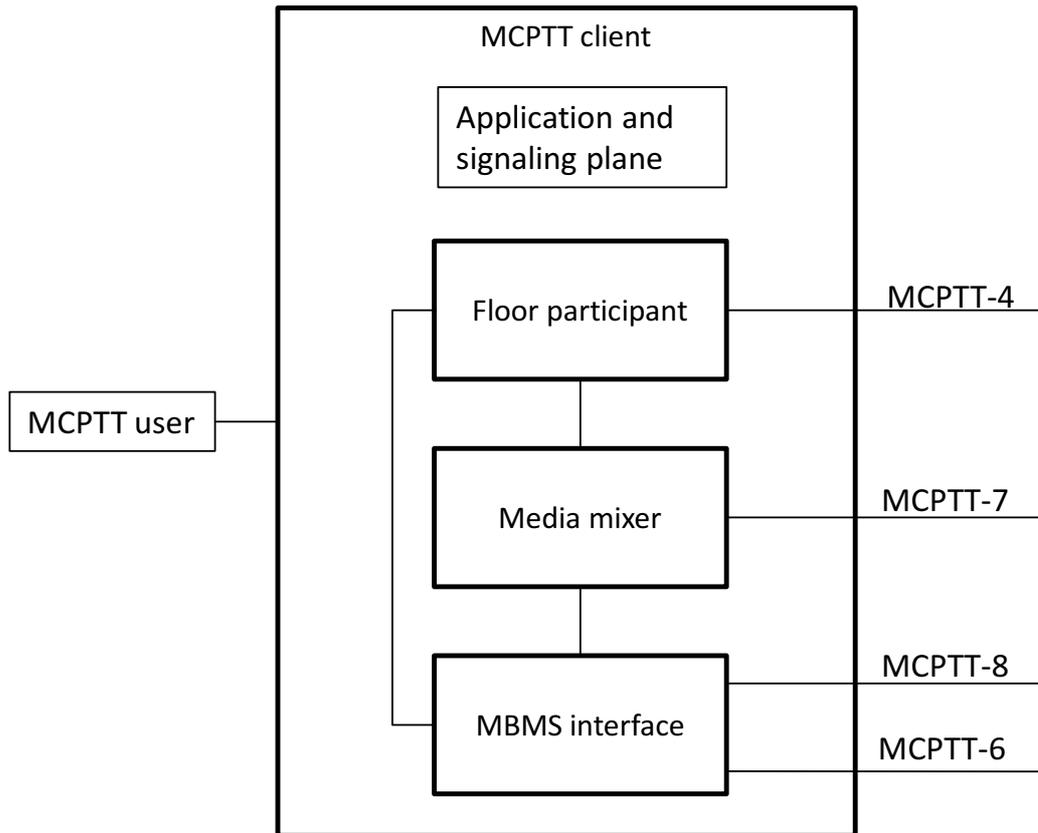 MCPTT client
Application and
signaling plane
Floor participant
MCPTT-4
MCPTT user
Media mixer
MCPTT-7
MBMS interface
MCPTT-8
MCPTT-6